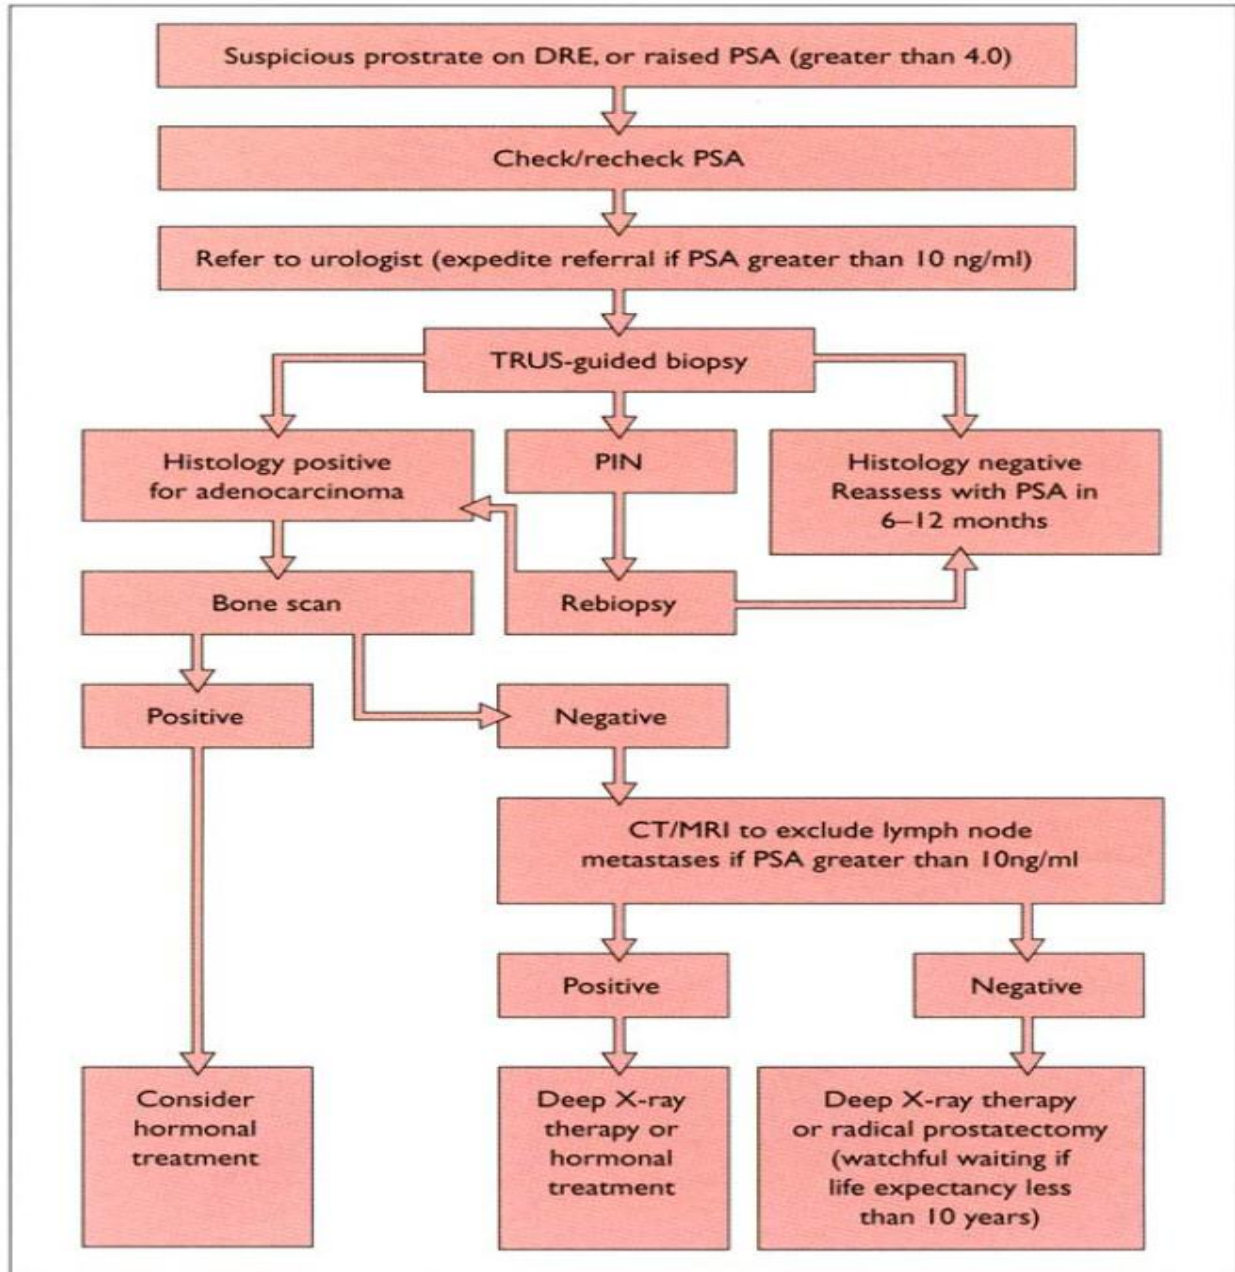 Suspicious prostrate on DRE, or raised PSA (greater than 4.0)
Check/recheck PSA
Refer to urologist (expedite referral if PSA greater than 10 ng/ml)
TRUS-guided biopsy
Histology positive
for adenocarcinoma
PIN
Histology negative
Reassess with PSA in
6–12 months
Bone scan
Rebiopsy
Positive
Negative
CT/MRI to exclude lymph node
metastases if PSA greater than 10ng/ml
Positive
Negative
Consider
hormonal
treatment
Deep X-ray
therapy or
hormonal
treatment
Deep X-ray therapy
or radical prostatectomy
(watchful waiting if
life expectancy less
than 10 years)